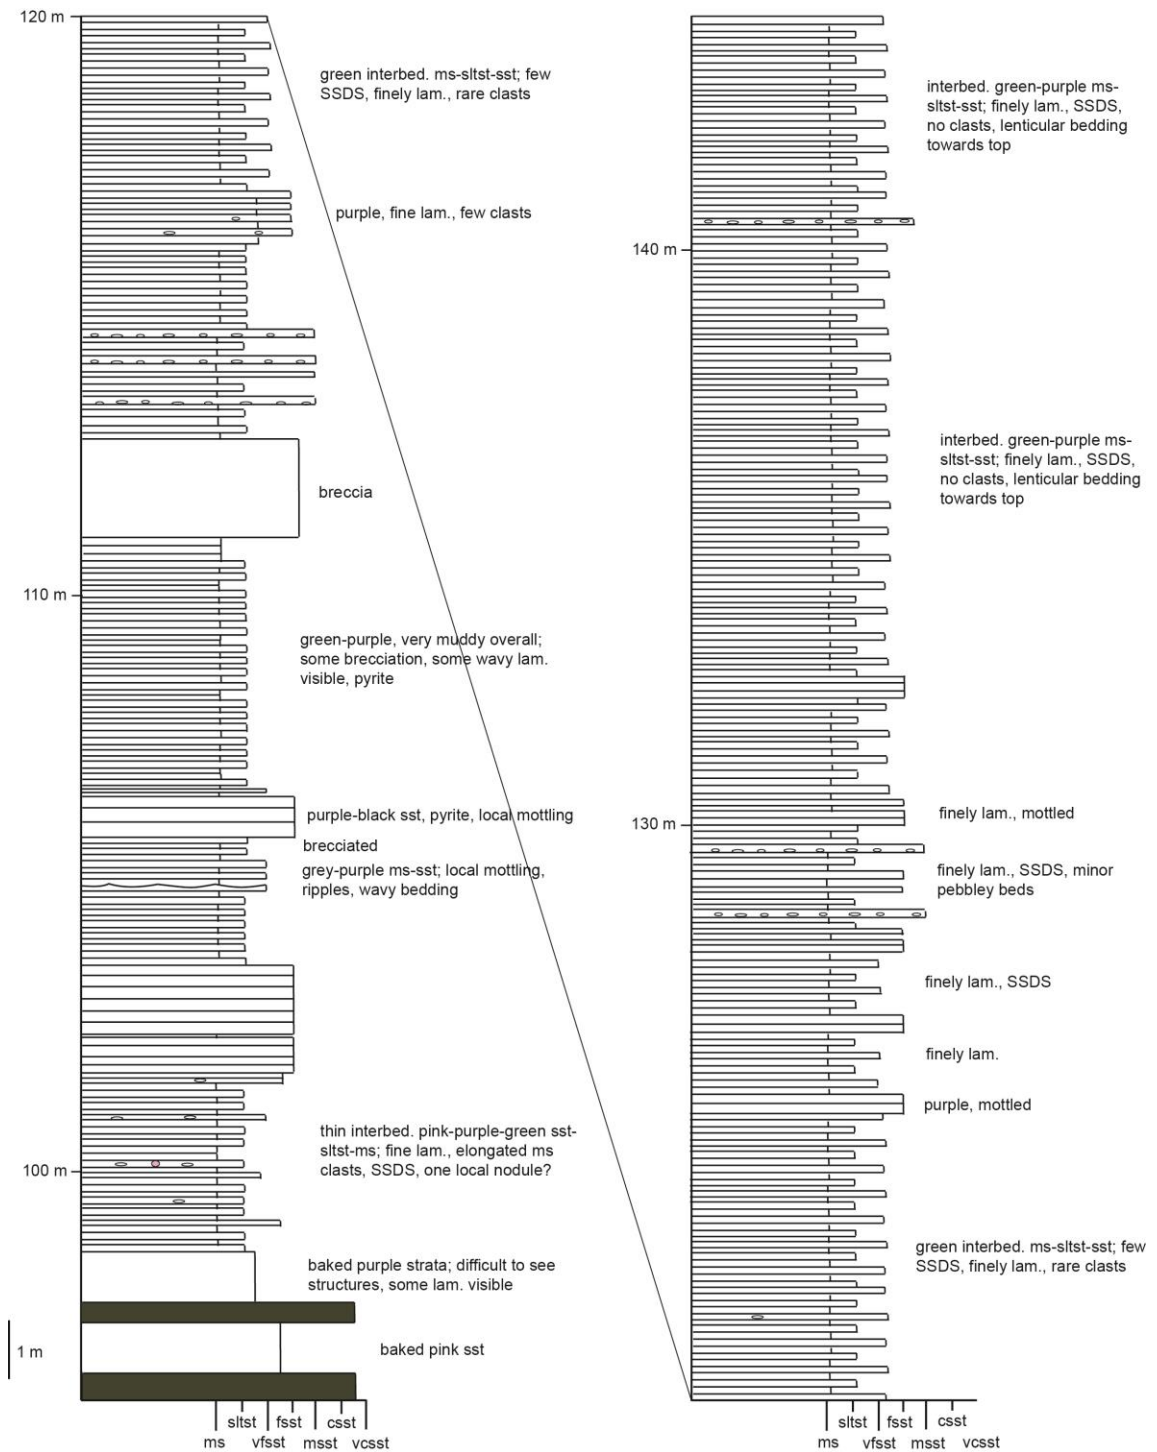 120 m
green interbed. ms-sltst-sst; few
SSDS, finely lam., rare clasts
purple, fine lam., few clasts
breccia
110 m
green-purple, very muddy overall;
some brecciation, some wavy lam.
visible, pyrite
purple-black sst, pyrite, local mottling
brecciated
grey-purple ms-sst; local mottling,
ripples, wavy bedding
thin interbed. pink-purple-green sst-
sltst-ms; fine lam., elongated ms
clasts, SSDS, one local nodule?
100 m
baked purple strata; difficult to see
structures, some lam. visible
1 m
baked pink sst
sltst
fsst
csst
ms
vfsst
msst
vcsst
interbed. green-purple ms-
sltst-sst; finely lam., SSDS,
no clasts, lenticular bedding
towards top
140 m
interbed. green-purple ms-
sltst-sst; finely lam., SSDS,
no clasts, lenticular bedding
towards top
130 m
finely lam., mottled
finely lam., SSDS, minor
pebbley beds
finely lam., SSDS
finely lam.
purple, mottled
green interbed. ms-sltst-sst; few
SSDS, finely lam., rare clasts
sltst
fsst
csst
ms
vfsst
msst
vcsst